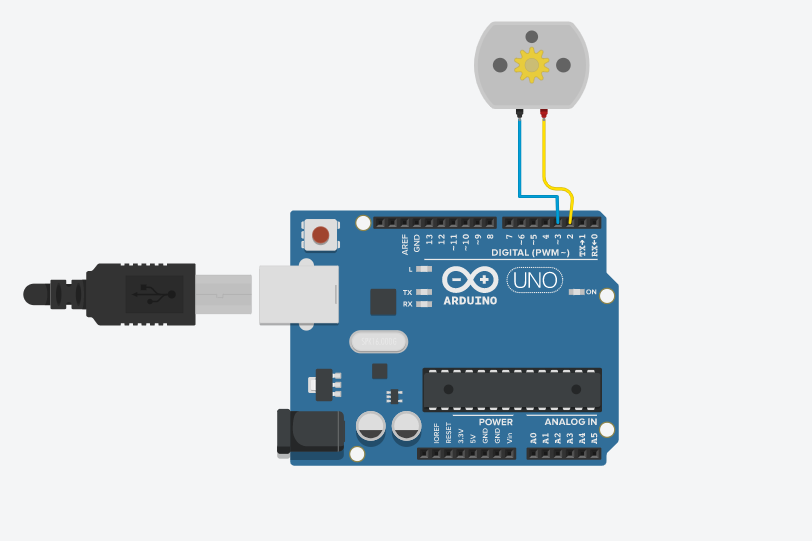 AREF
GND
13
12
~11
~10
~9
8
7
~6
~5
4
~3
2
TX→1
RX←0
DIGITAL (PWM~)
L
TX
RX
ARDUINO
UNO
ON
POWER
ANALOG IN
IOREF
RESET
3.3V
5V
GND
GND
Vin
A0
A1
A2
A3
A4
A5